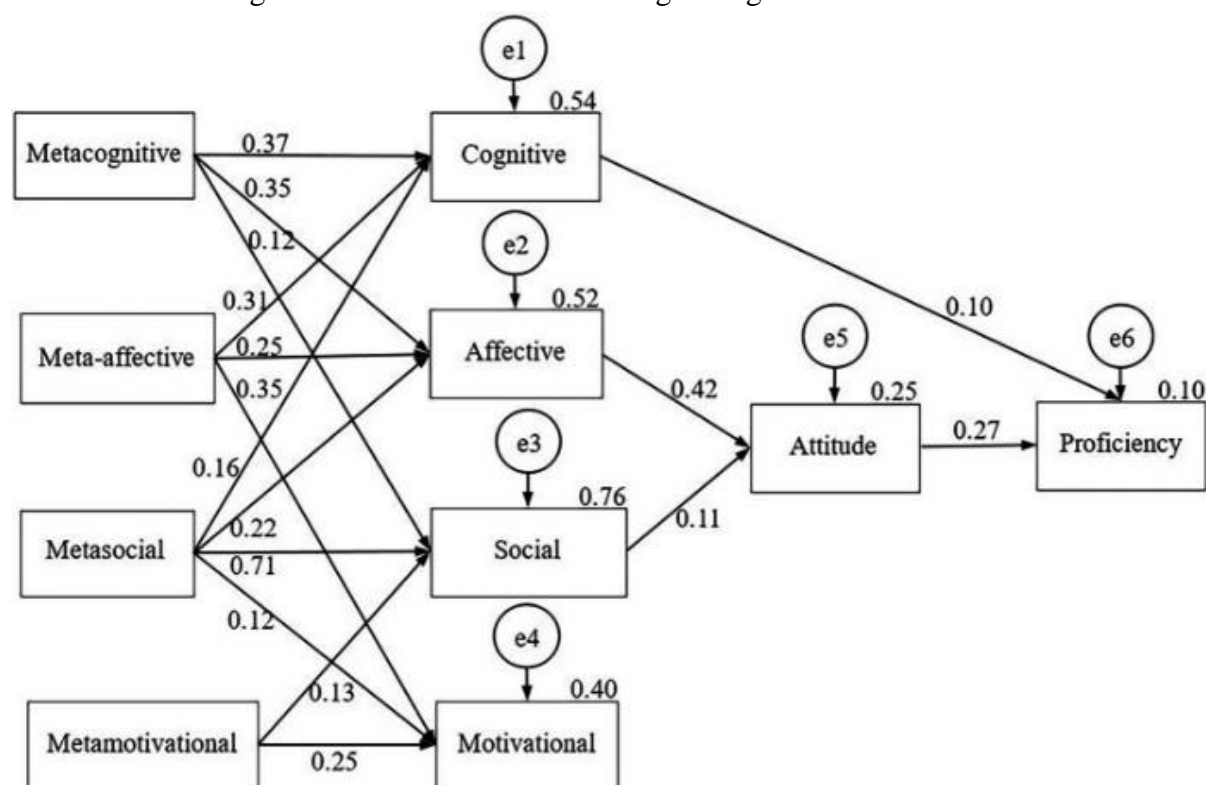 e1
0.54
Metacognitive
0.37
Cognitive
0.35
0.12
e2
0.31
0.52
Meta-affective
0.25
Affective
0.10
e5
e6
0.35
0.42
0.25
0.10
e3
Attitude
0.27
Proficiency
0.16
0.76
0.11
Metasocial
0.22
Social
0.71
0.12
e4
0.13
0.40
Metamotivational
0.25
Motivational